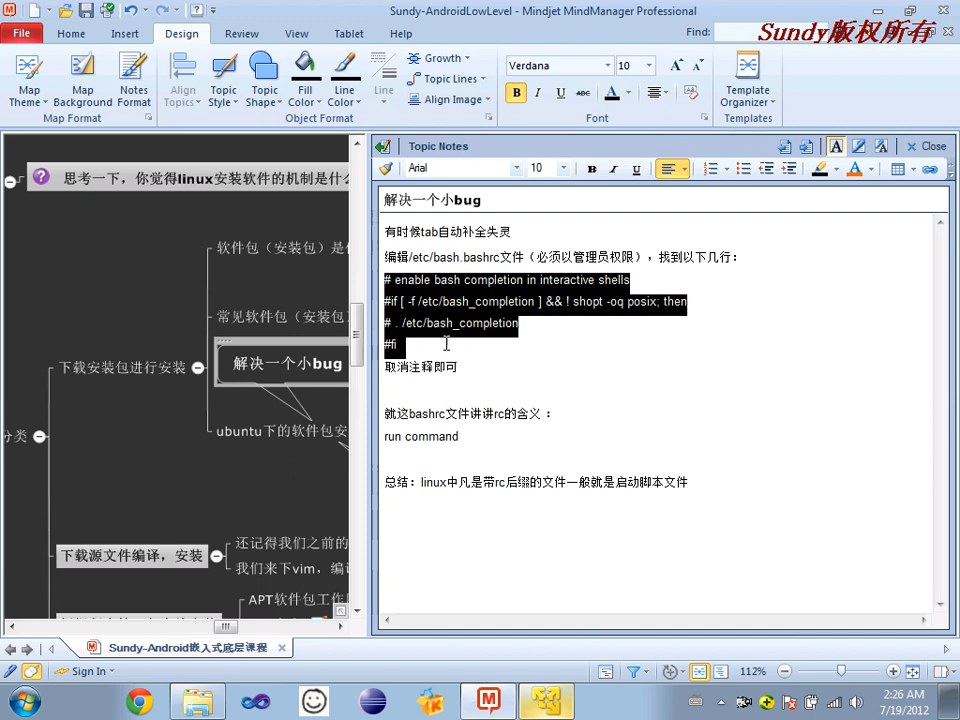 Sundy-AndroidLowLevel - Mindjet MindManager Professional
Sundy版权所有
File Home Insert Design Review View Tablet Help Find:
Map Theme Map Background Notes Format Align Topics Topic Style Topic Shape Fill Color Line Color Line
Growth
Topic Lines
Align Image
Verdana 10
B I U ABC A
Template Organizer
Map Format Object Format Font Templates
Topic Notes Close
Arial 10
B I U
思考一下，你觉得linux安装软件的机制是什么
软件包（安装包）是什
常见软件包（安装包
下载安装包进行安装
解决一个小bug
ubuntu下的软件包安
分类
下载源文件编译，安装
还记得我们之前的
我们来下vim，编
APT软件包工作
解决一个小bug
有时候tab自动补全失灵
编辑/etc/bash.bashrc文件（必须以管理员权限），找到以下几行：
# enable bash completion in interactive shells
#if [ -f /etc/bash_completion ] && ! shopt -oq posix; then
# . /etc/bash_completion
#fi
取消注释即可
就这bashrc文件讲讲rc的含义：
run command
总结：linux中凡是带rc后缀的文件一般就是启动脚本文件
Sundy-Android嵌入式底层课程
Sign In
112%
2:26 AM
7/19/2012